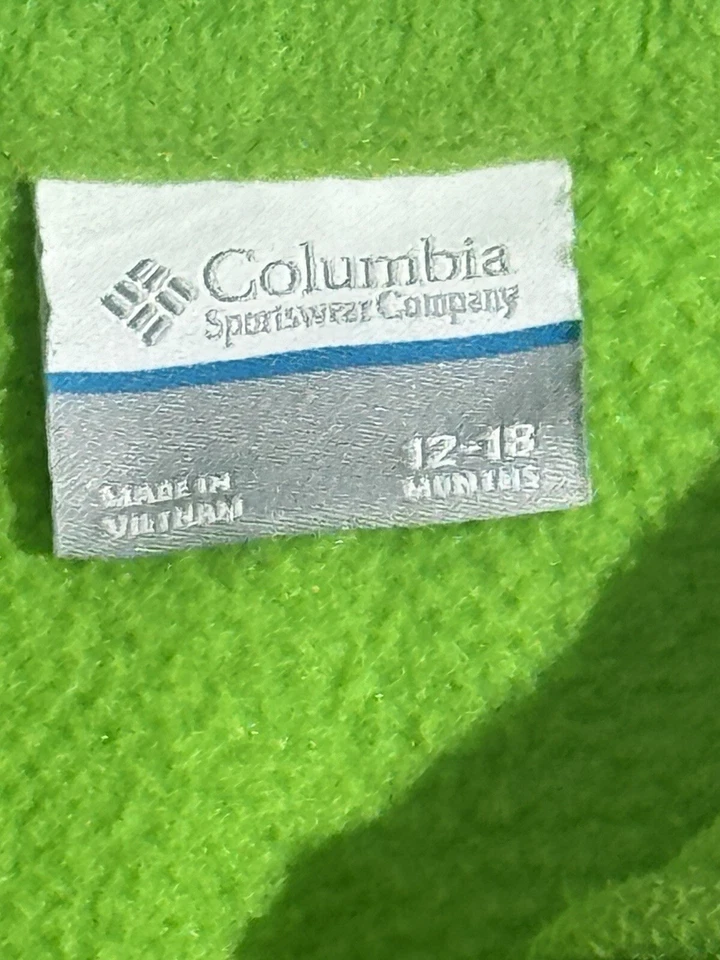 Columbia
Sportswear Company
12-18
MONTHS
MADE IN
VIETNAM